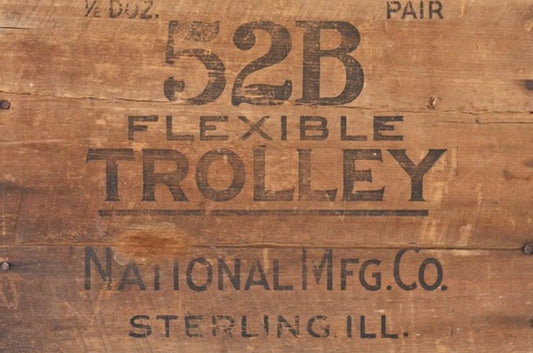 ½ DOZ. PAIR
52B
FLEXIBLE
TROLLEY
NATIONAL MFG. CO.
STERLING. ILL.